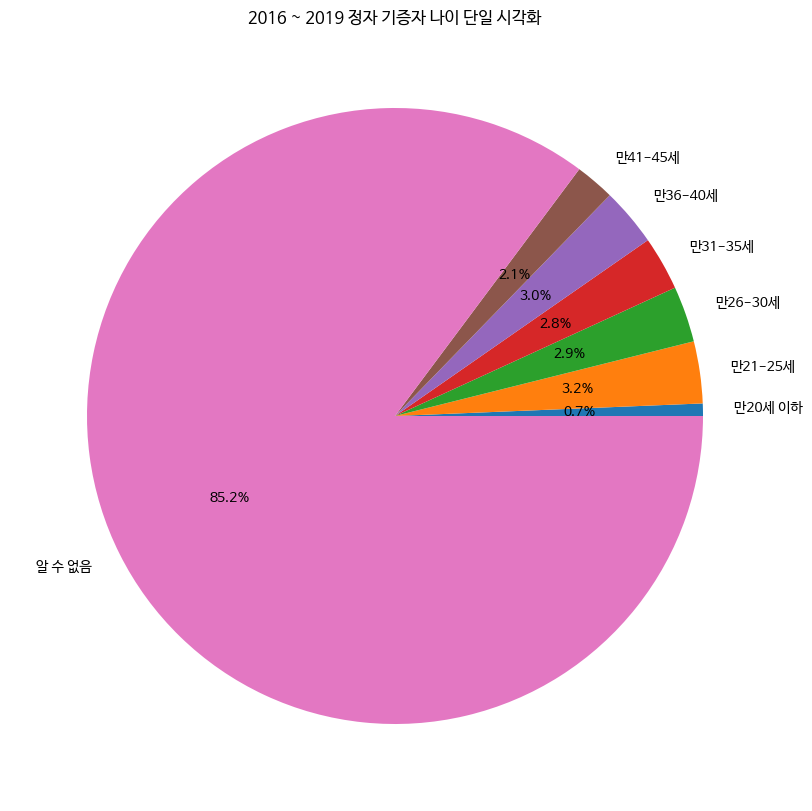 2016 ~ 2019 정자 기증자 나이 단일 시각화
만41-45세
만36-40세
만31-35세
만26-30세
만21-25세
만20세 이하
알 수 없음
2.1%
3.0%
2.8%
2.9%
3.2%
0.7%
85.2%